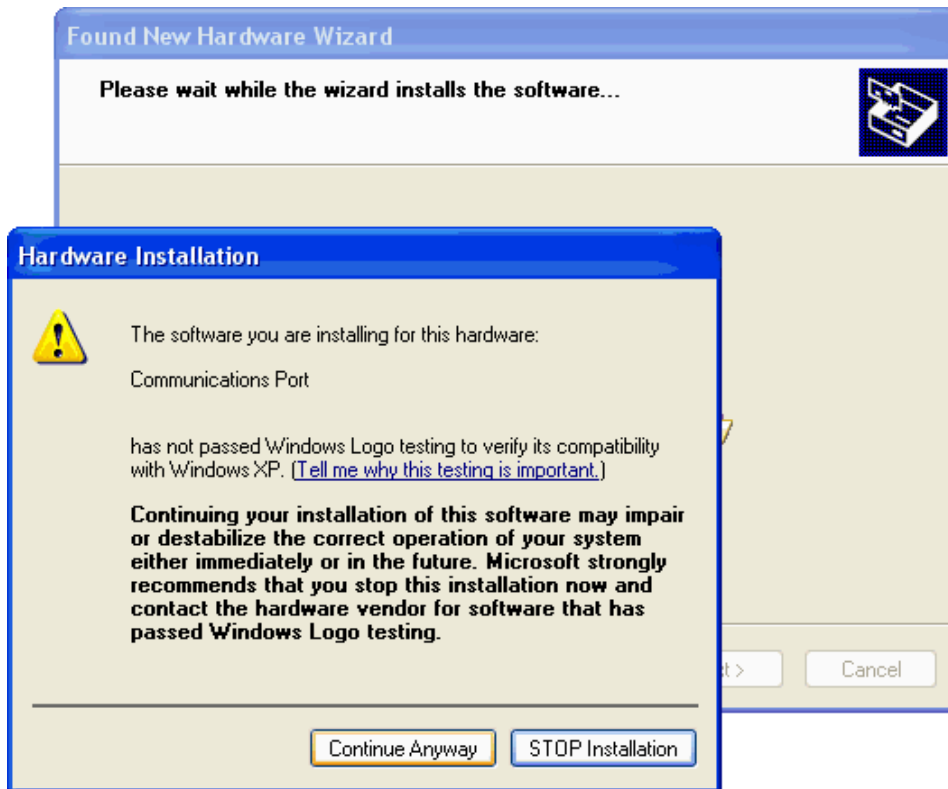 Found New Hardware Wizard
Please wait while the wizard installs the software...
Hardware Installation
The software you are installing for this hardware:
Communications Port
has not passed Windows Logo testing to verify its compatibility
with Windows XP. (Tell me why this testing is important.)
Continuing your installation of this software may impair
or destabilize the correct operation of your system
either immediately or in the future. Microsoft strongly
recommends that you stop this installation now and
contact the hardware vendor for software that has
passed Windows Logo testing.
Cancel
Continue Anyway
STOP Installation